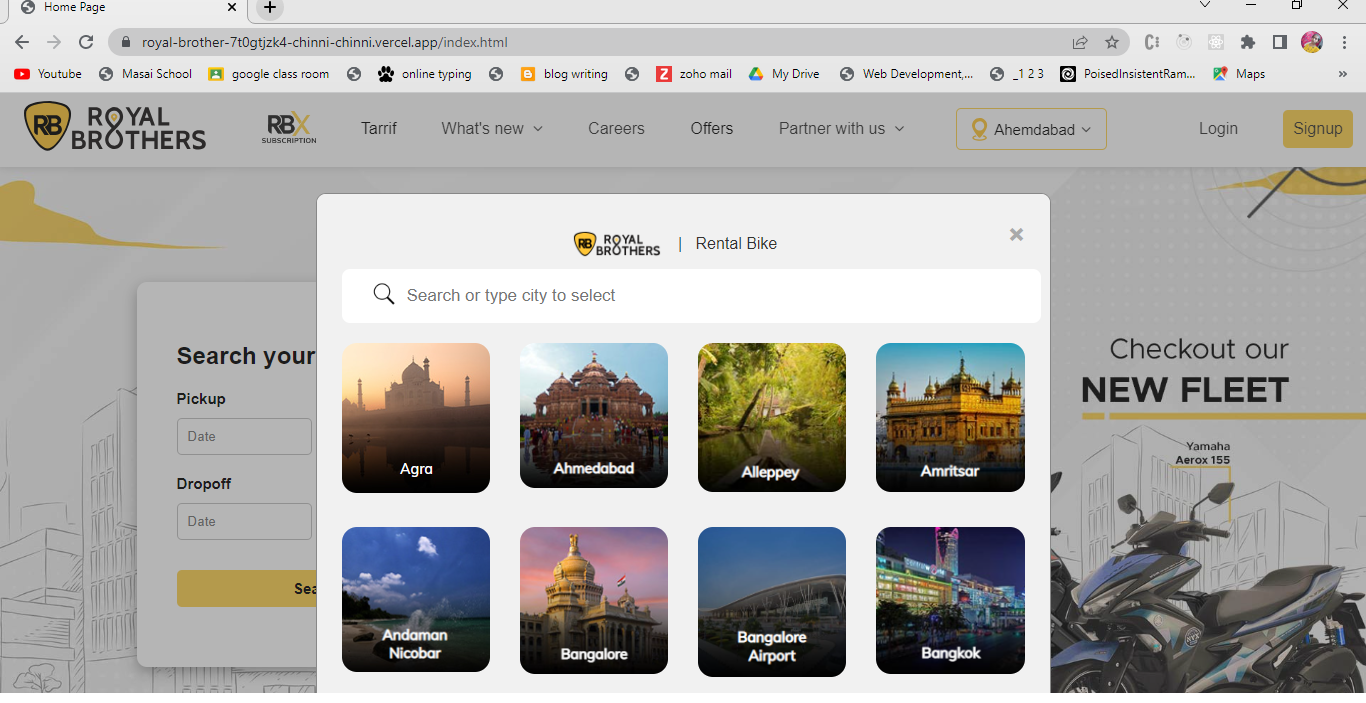 Home Page
royal-brother-7t0gtjzk4-chinni-chinni.vercel.app/index.html
Youtube Masai School google class room online typing blog writing zoho mail My Drive Web Development,... _1 2 3 PoisedInsistentRam... Maps »
RB ROYAL BROTHERS
RBX SUBSCRIPTION
Tarrif What's new Careers Offers Partner with us Ahemdabad Login Signup
RB ROYAL BROTHERS | Rental Bike ×
Search or type city to select
Search your
Pickup
Date
Dropoff
Date
Sea
Agra
Ahmedabad
Alleppey
Amritsar
Andaman
Nicobar
Bangalore
Bangalore
Airport
Bangkok
Checkout our
NEW FLEET
Yamaha
Aerox 155